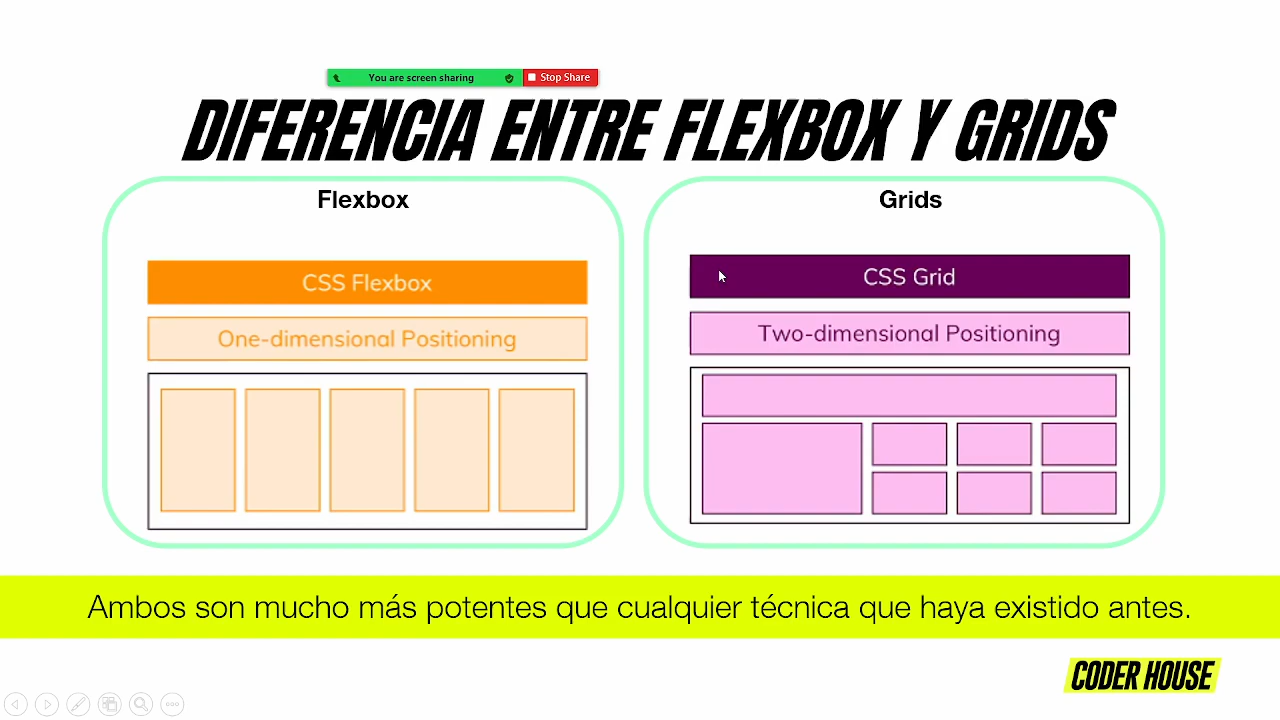 You are screen sharing Stop Share
DIFERENCIA ENTRE FLEXBOX Y GRIDS
Flexbox
CSS Flexbox
One-dimensional Positioning
Grids
CSS Grid
Two-dimensional Positioning
Ambos son mucho más potentes que cualquier técnica que haya existido antes.
CODER HOUSE